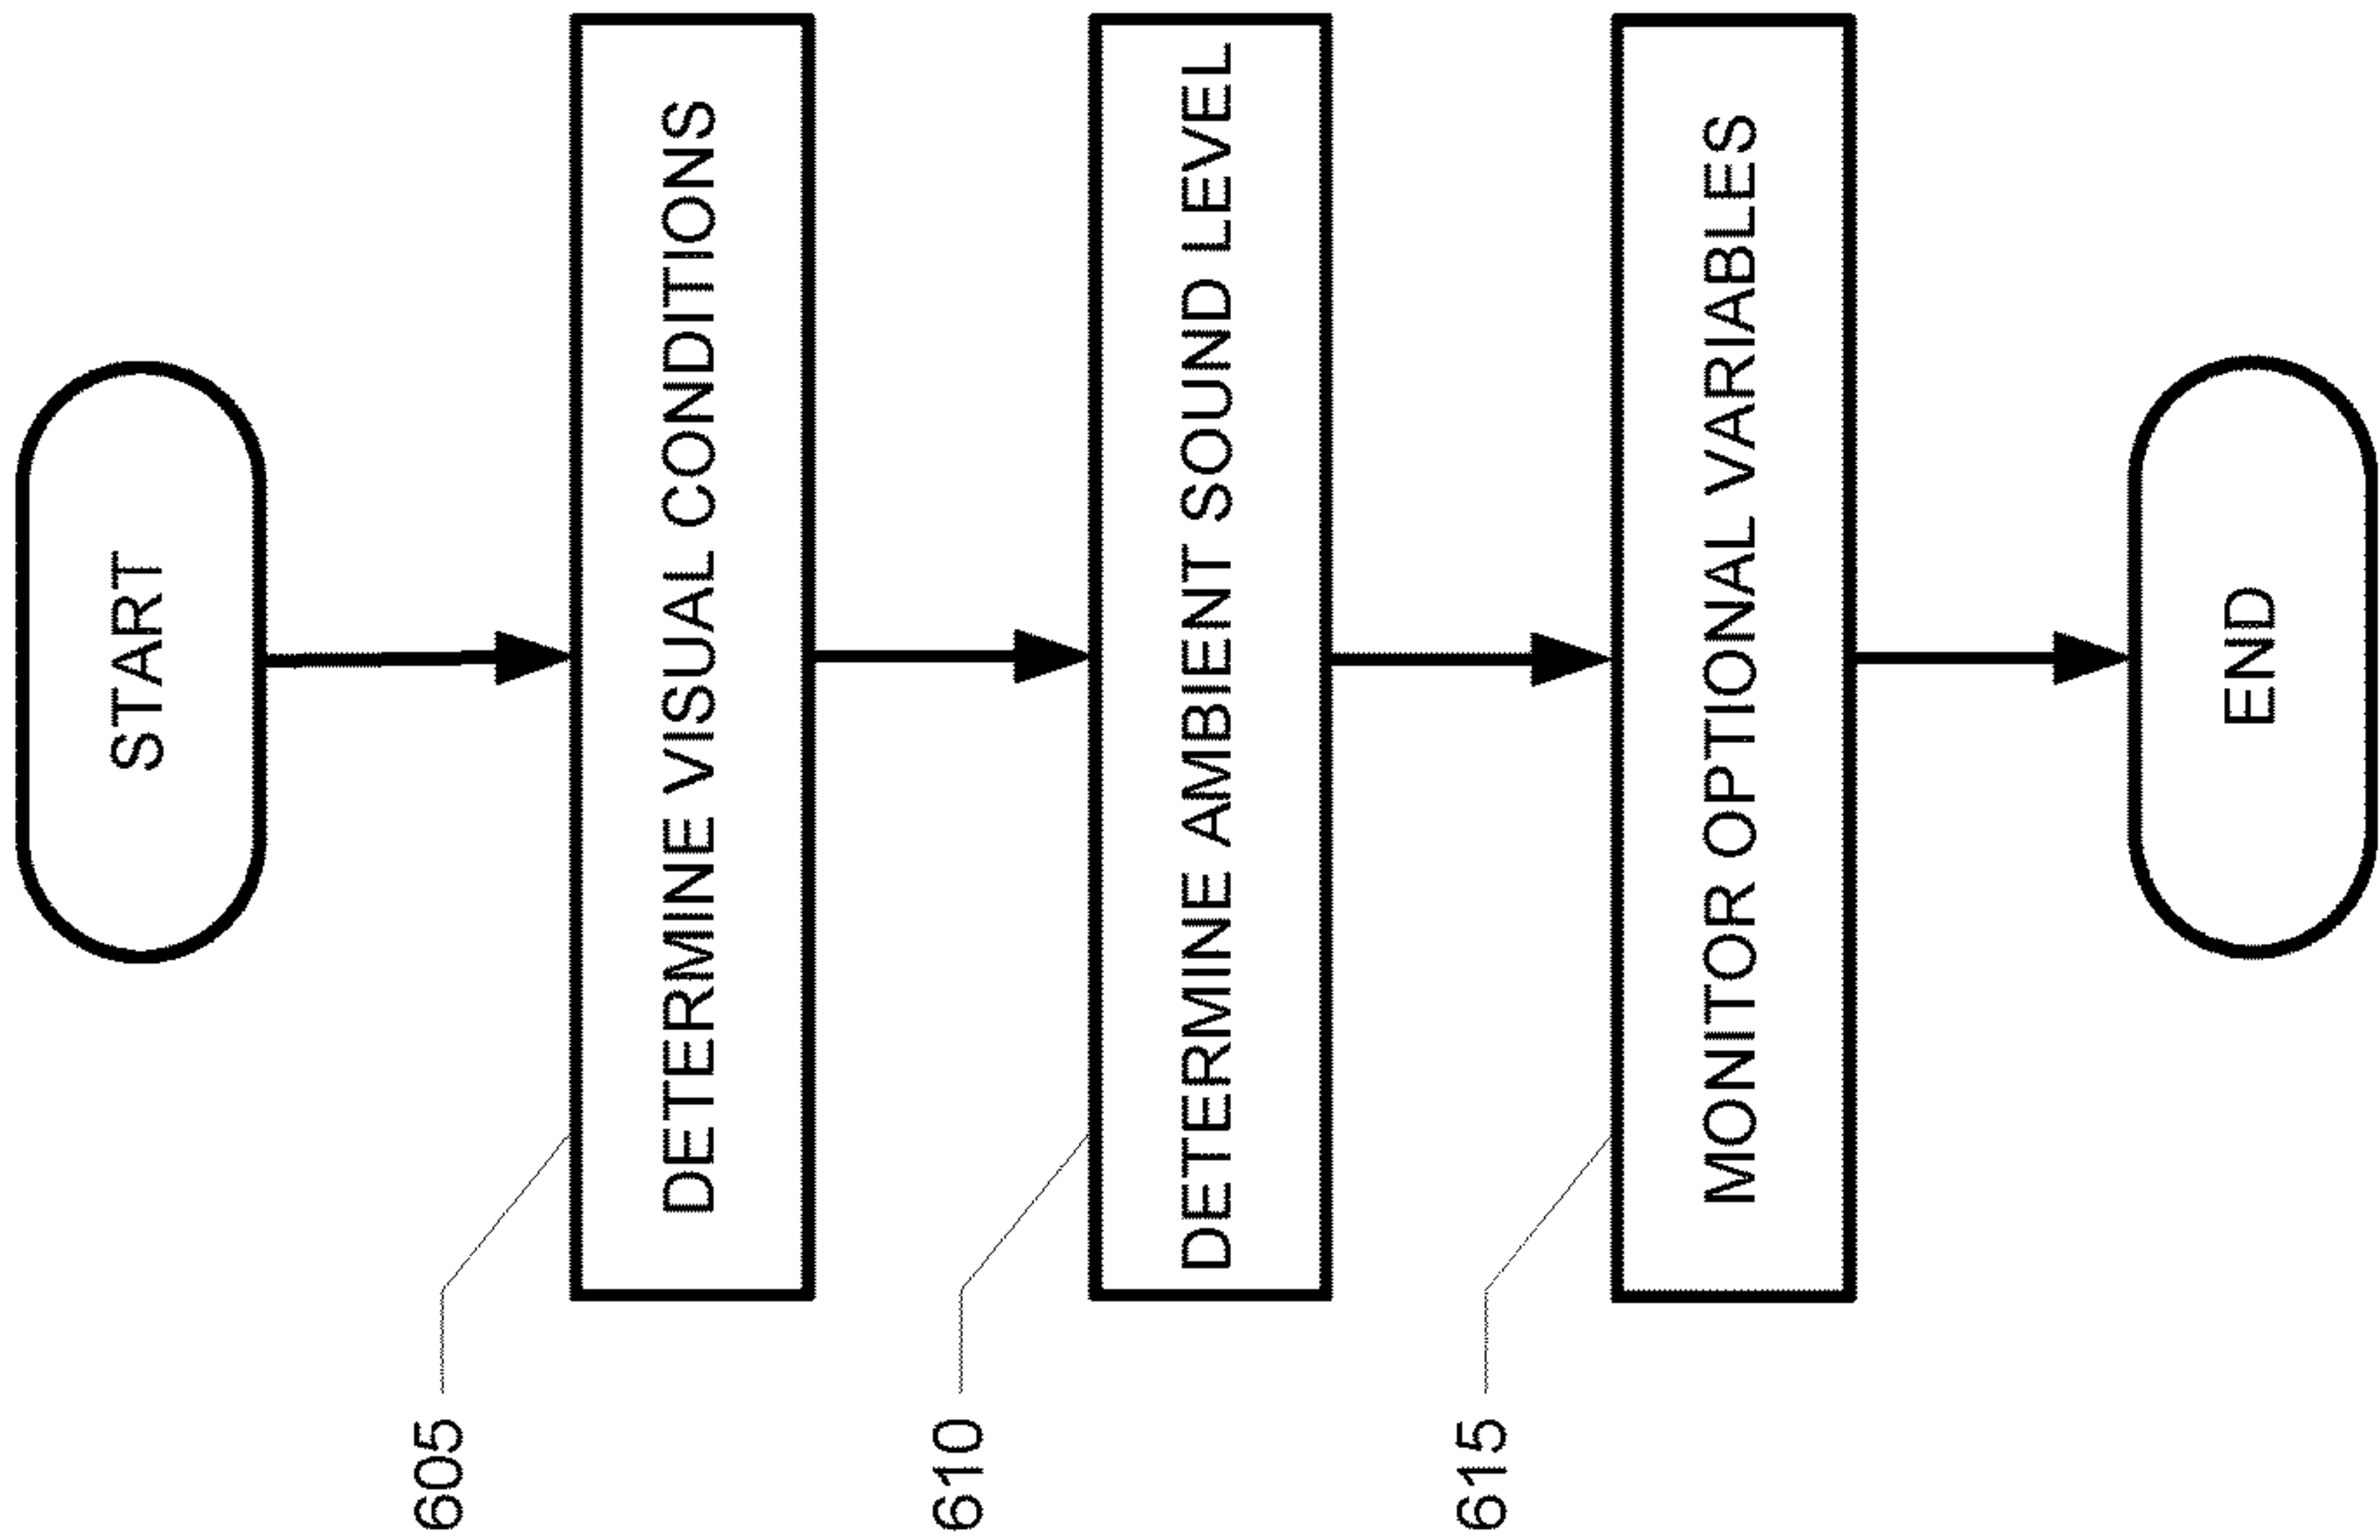 START
605
DETERMINE VISUAL CONDITIONS
610
DETERMINE AMBIENT SOUND LEVEL
615
MONITOR OPTIONAL VARIABLES
END